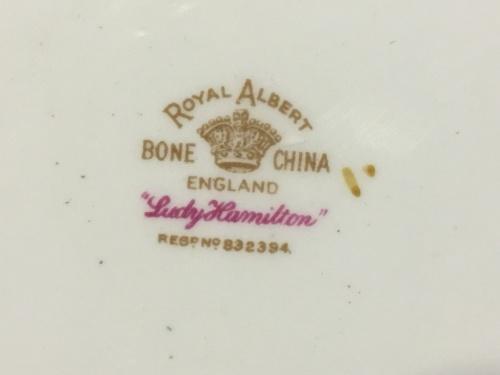 ROYAL ALBERT
BONE CHINA
ENGLAND
"Lady Hamilton"
REGD NO 832394.